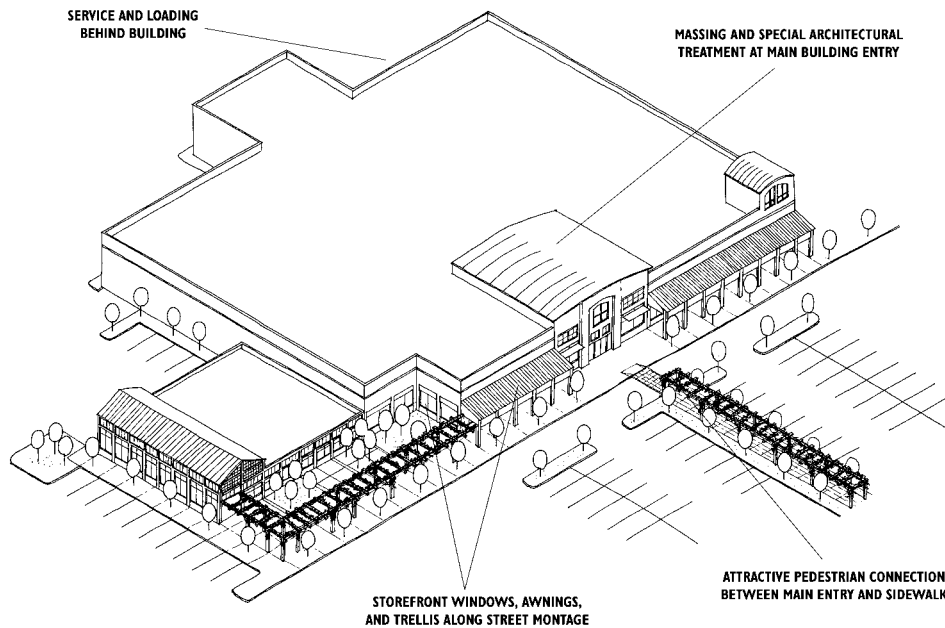 SERVICE AND LOADING
BEHIND BUILDING
MASSING AND SPECIAL ARCHITECTURAL
TREATMENT AT MAIN BUILDING ENTRY
STOREFRONT WINDOWS, AWNINGS,
AND TRELLIS ALONG STREET MONTAGE
ATTRACTIVE PEDESTRIAN CONNECTION
BETWEEN MAIN ENTRY AND SIDEWALK